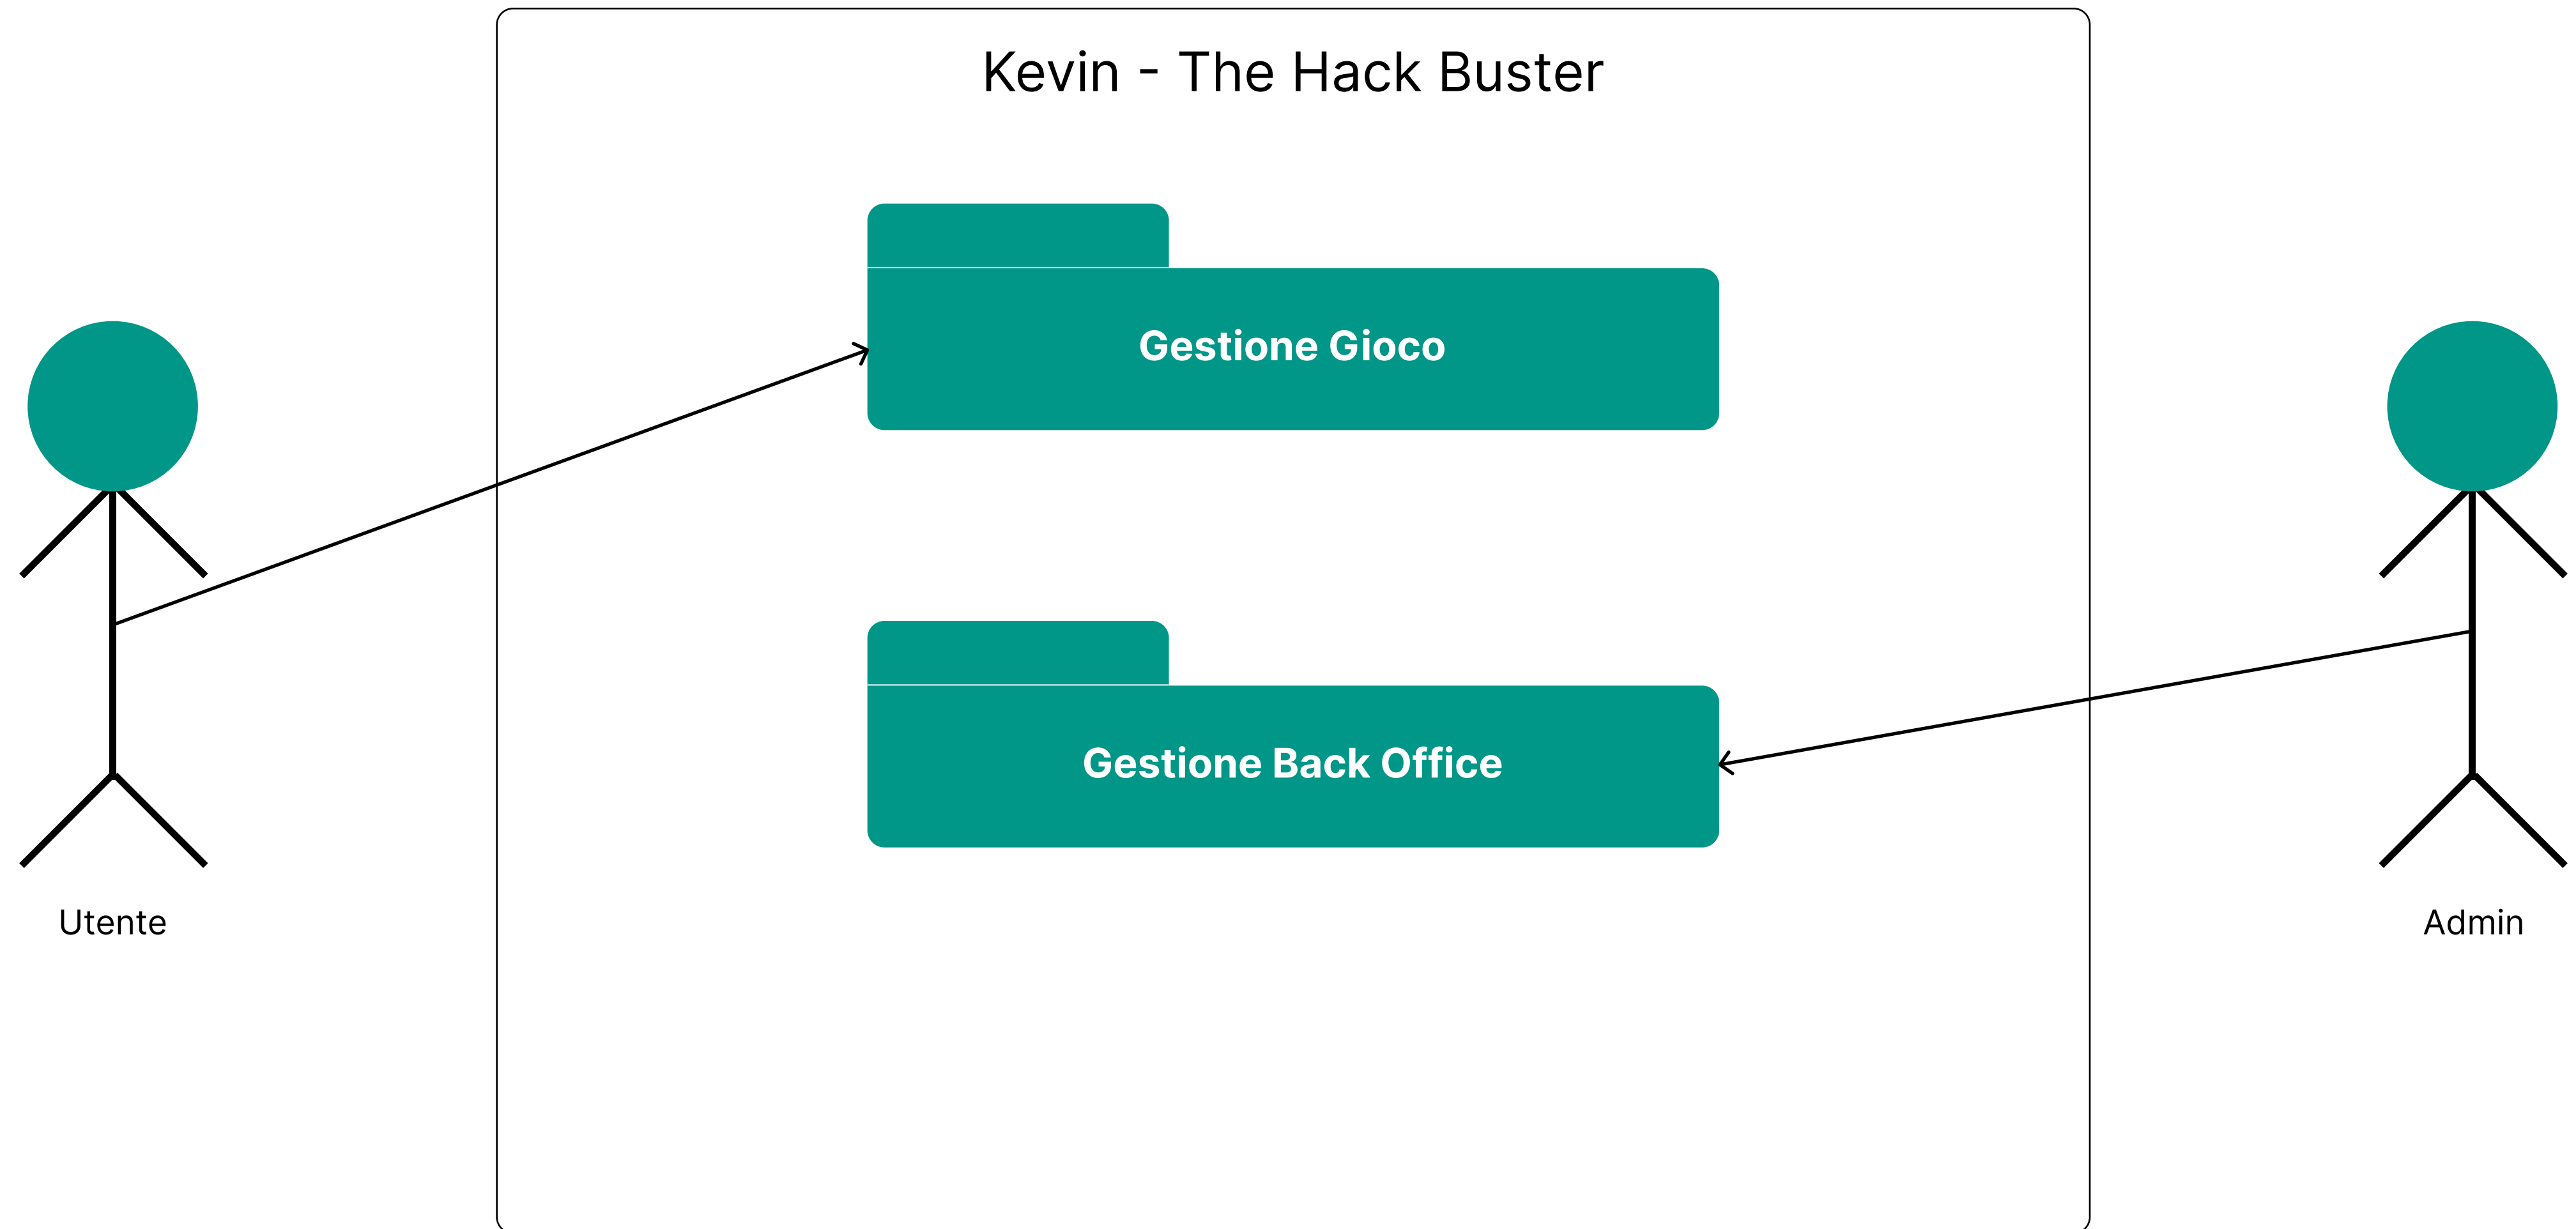 Kevin - The Hack Buster
Gestione Gioco
Gestione Back Office
Utente
Admin